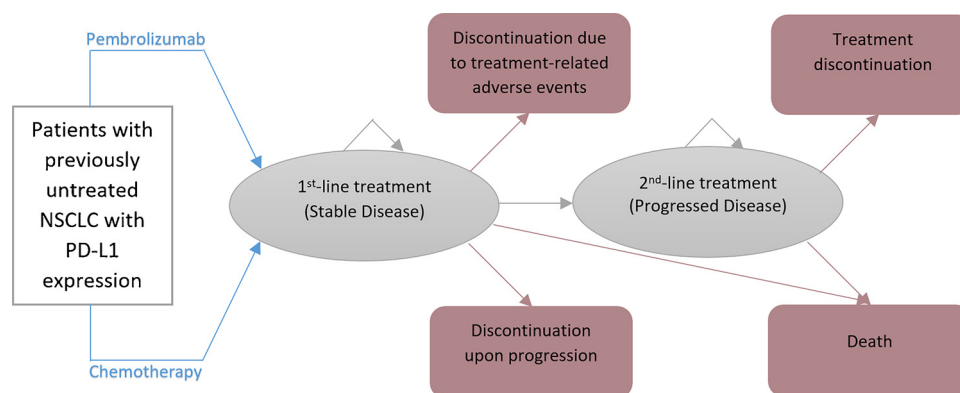 Pembrolizumab
Patients with
previously
untreated
NSCLC with
PD-L1
expression
Chemotherapy
1st-line treatment
(Stable Disease)
Discontinuation due
to treatment-related
adverse events
Discontinuation
upon progression
2nd-line treatment
(Progressed Disease)
Treatment
discontinuation
Death